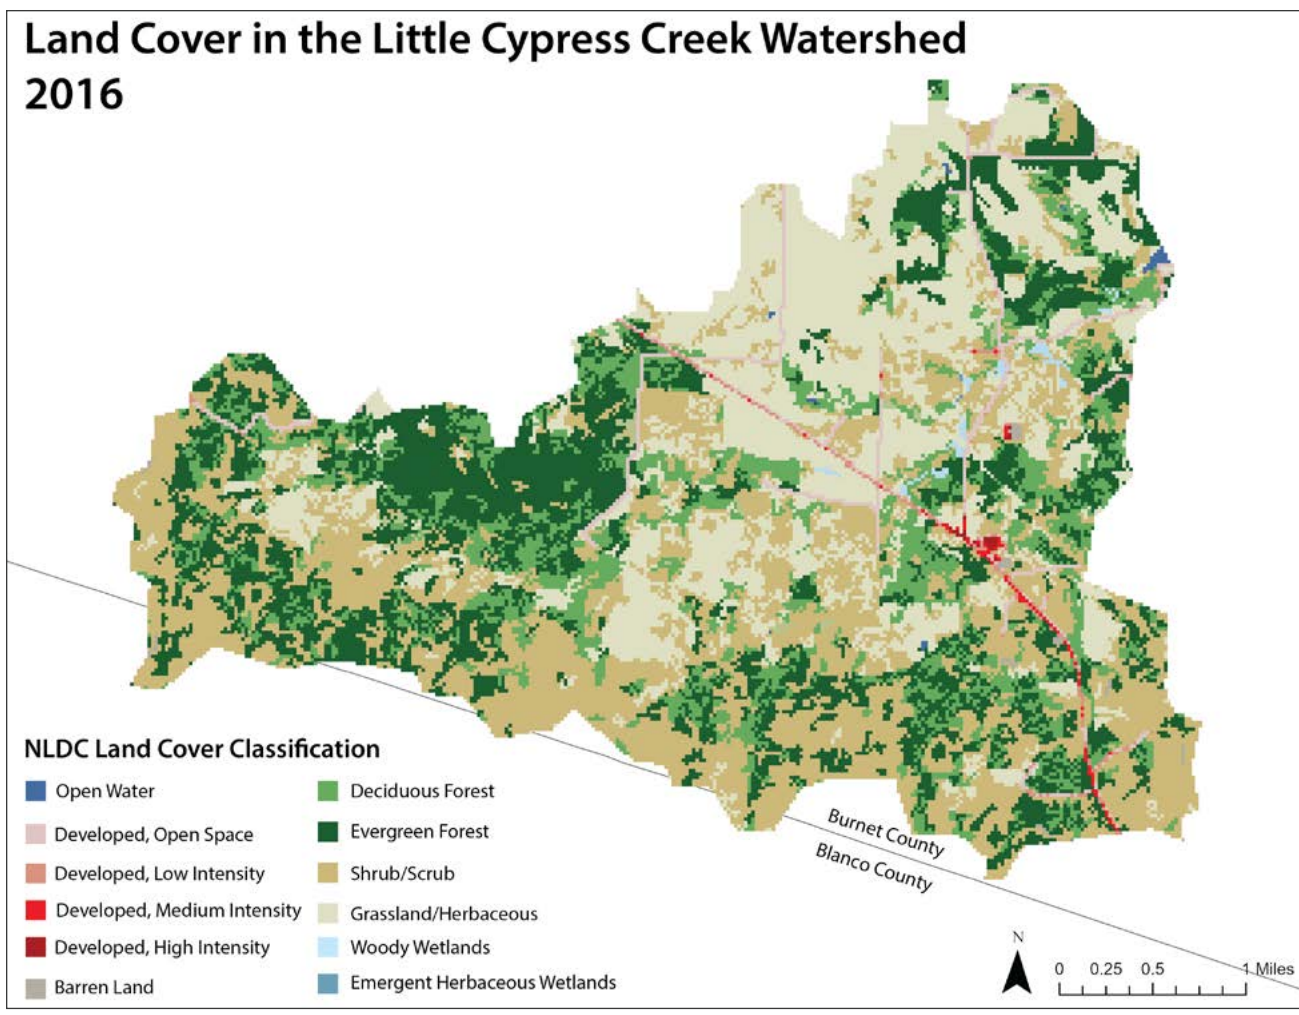 Land Cover in the Little Cypress Creek Watershed
2016
NLDC Land Cover Classification
Open Water
Developed, Open Space
Developed, Low Intensity
Developed, Medium Intensity
Developed, High Intensity
Barren Land
Deciduous Forest
Evergreen Forest
Shrub/Scrub
Grassland/Herbaceous
Woody Wetlands
Emergent Herbaceous Wetlands
Burnet County
Blanco County
N
0 0.25 0.5 1 Miles